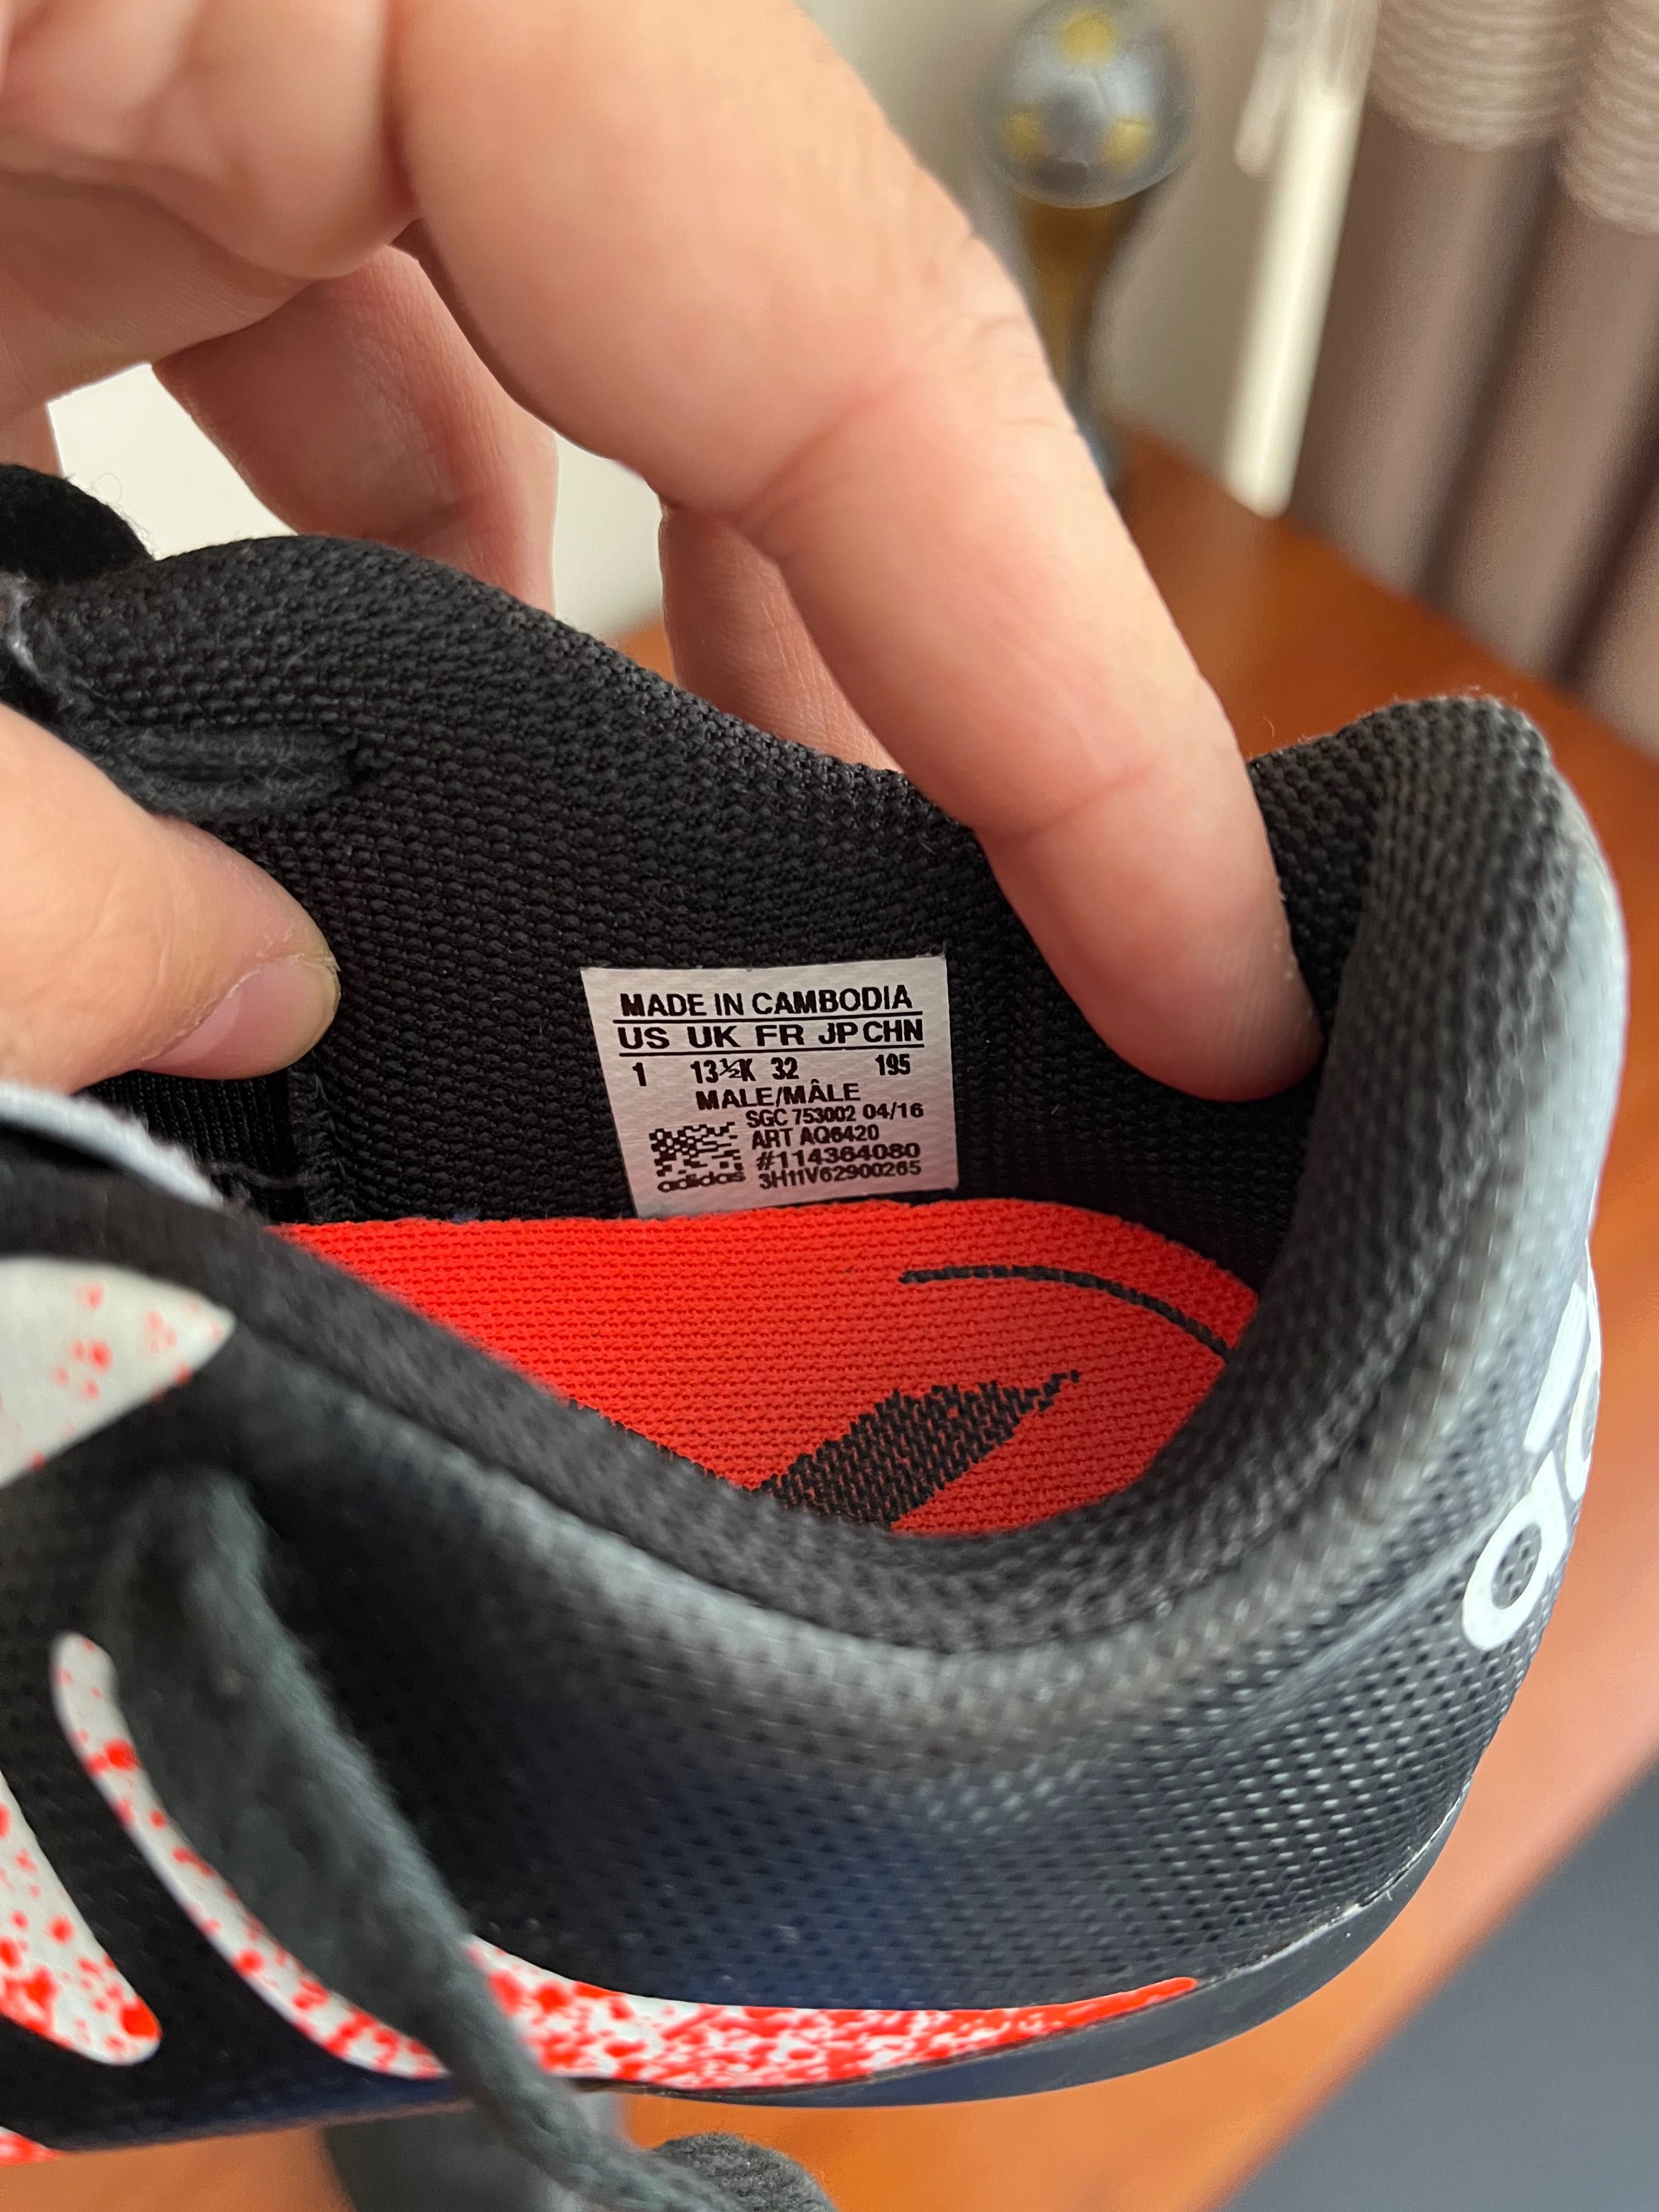 MADE IN CAMBODIA
US UK FR JP CHN
1 13½K 32 195
MALE/MÂLE
SGC 753002 04/16
ART AQ6420
#114364080
adidas 3H11V62900265